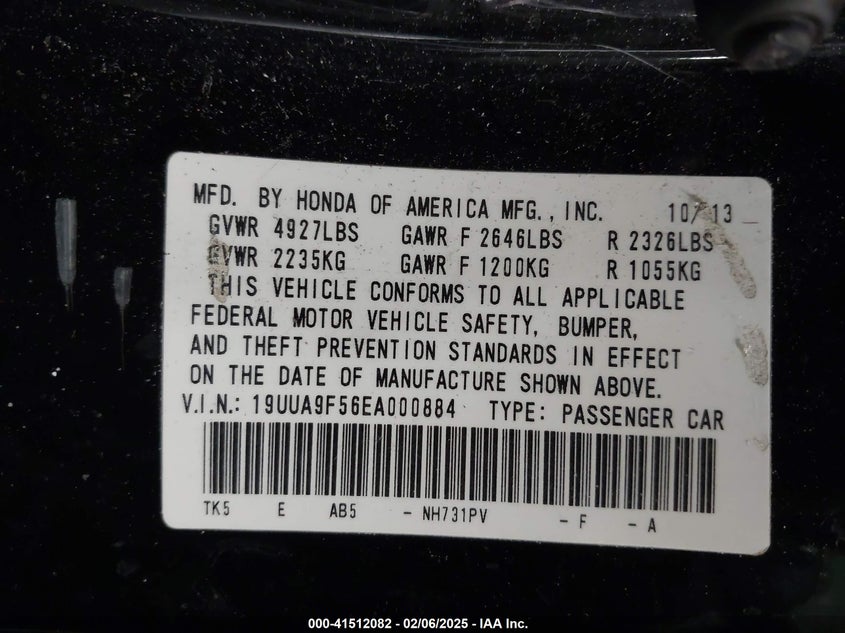 MFD. BY HONDA OF AMERICA MFG., INC. 10/13
GVWR 4927LBS GAWR F 2646LBS R 2326LBS
GVWR 2235KG GAWR F 1200KG R 1055KG
THIS VEHICLE CONFORMS TO ALL APPLICABLE
FEDERAL MOTOR VEHICLE SAFETY, BUMPER,
AND THEFT PREVENTION STANDARDS IN EFFECT
ON THE DATE OF MANUFACTURE SHOWN ABOVE.
V.I.N.: 19UUA9F56EA000884 TYPE: PASSENGER CAR
TK5 E AB5 - NH731PV - F - A
000-41512082 - 02/06/2025 - IAA Inc.